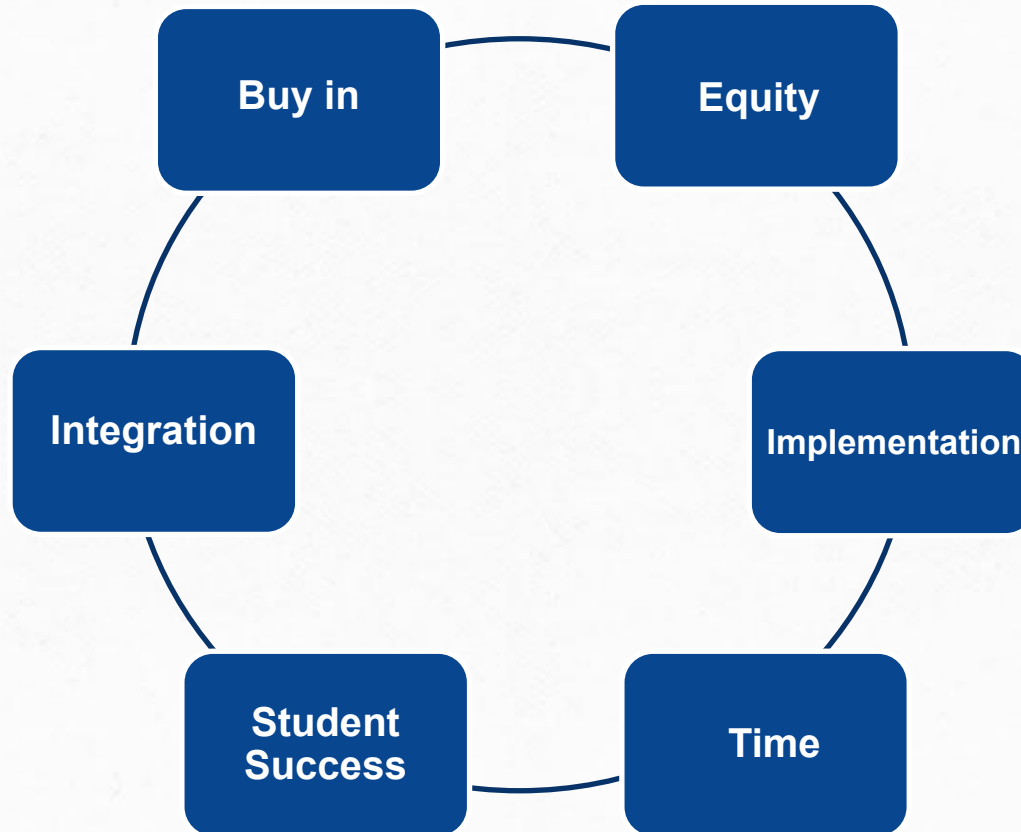 Buy in
Equity
Integration
Implementation
Student
Success
Time